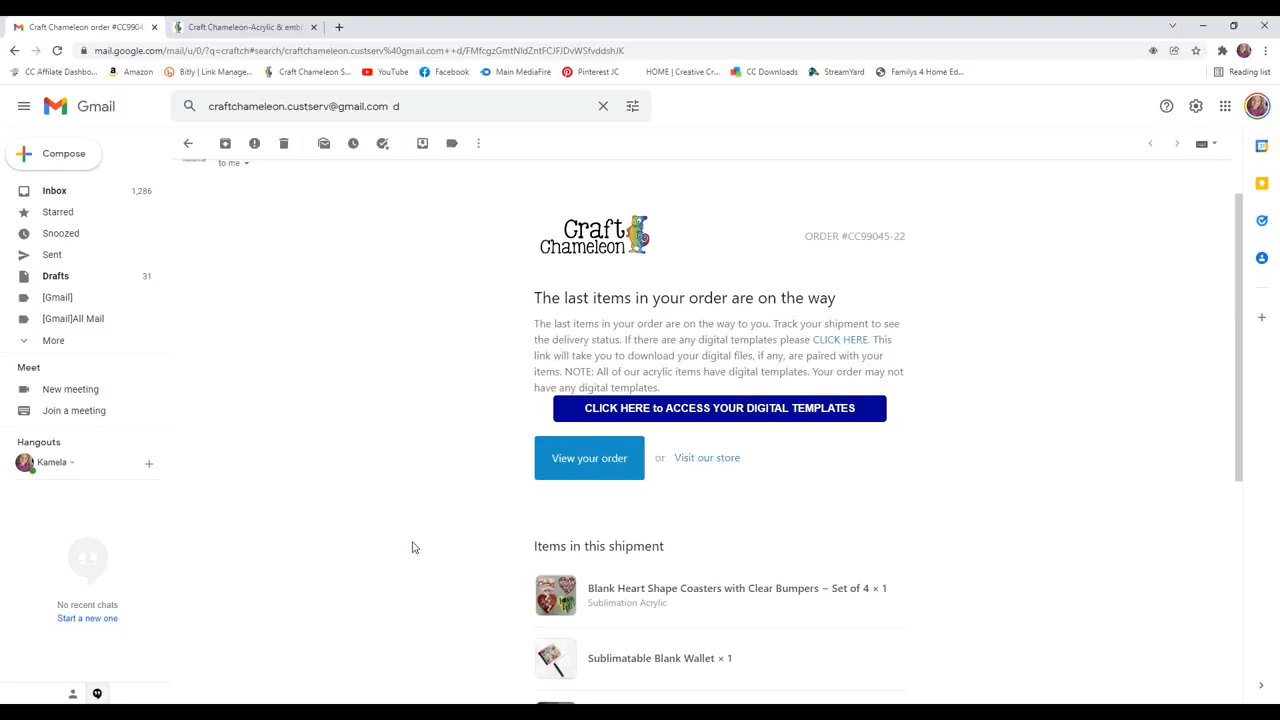 Craft Chameleon order #CC9904
Craft Chameleon-Acrylic & emb
mail.google.com/mail/u/0/?q=craftch#search/craftchameleon.custserv%40gmail.com++d/FMfcgzGmtNldZntFCJFJDvWSfvddshJK
CC Affilate Dashbo...
Amazon
Bitly | Link Manage...
Craft Chameleon S...
YouTube
Facebook
Main MediaFire
Pinterest JC
HOME | Creative Cr...
CC Downloads
StreamYard
Familys 4 Home Ed...
Reading list
Gmail
craftchameleon.custserv@gmail.com d
Compose
to me
Inbox 1,286
Starred
Snoozed
Sent
Drafts 31
[Gmail]
[Gmail]All Mail
More
Meet
New meeting
Join a meeting
Hangouts
Kamela
No recent chats
Start a new one
Craft
Chameleon
ORDER #CC99045-22
The last items in your order are on the way
The last items in your order are on the way to you. Track your shipment to see
the delivery status. If there are any digital templates please CLICK HERE. This
link will take you to download your digital files, if any, are paired with your
items. NOTE: All of our acrylic items have digital templates. Your order may not
have any digital templates.
CLICK HERE to ACCESS YOUR DIGITAL TEMPLATES
View your order or Visit our store
Items in this shipment
Blank Heart Shape Coasters with Clear Bumpers – Set of 4 × 1
Sublimation Acrylic
Sublimatable Blank Wallet × 1